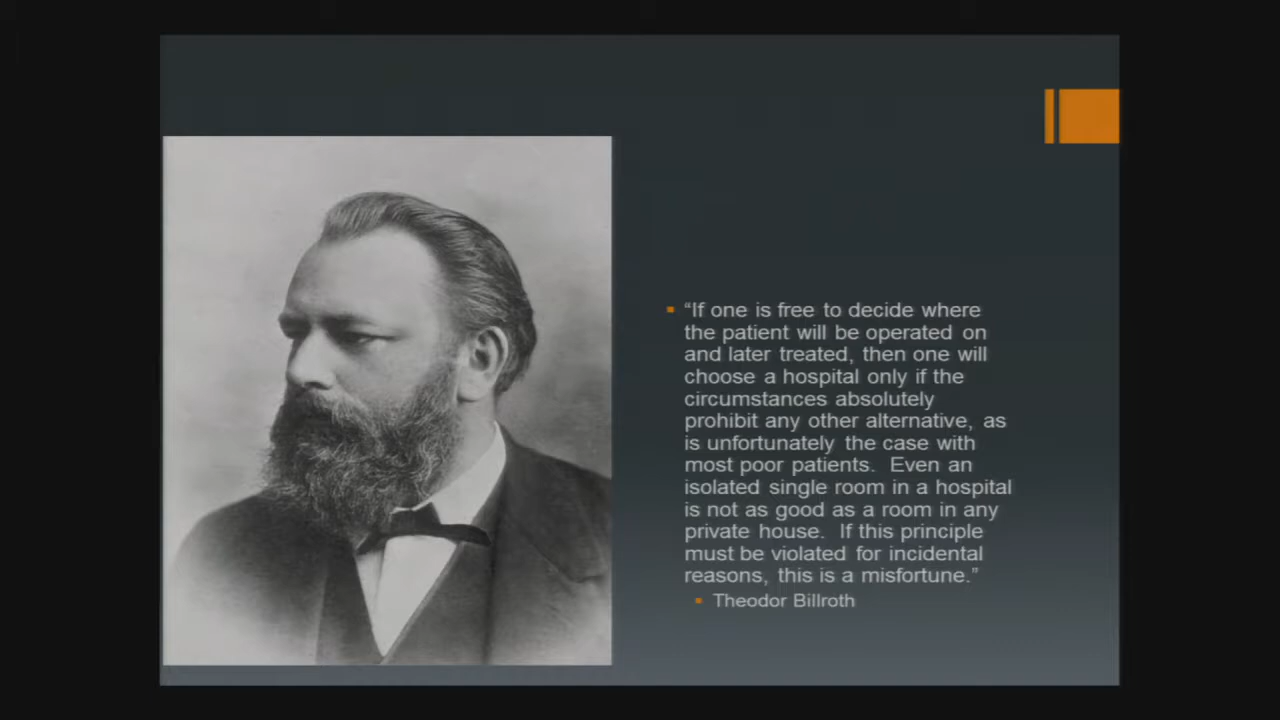 “If one is free to decide where
the patient will be operated on
and later treated, then one will
choose a hospital only if the
circumstances absolutely
prohibit any other alternative, as
is unfortunately the case with
most poor patients.  Even an
isolated single room in a hospital
is not as good as a room in any
private house.  If this principle
must be violated for incidental
reasons, this is a misfortune.”
Theodor Billroth